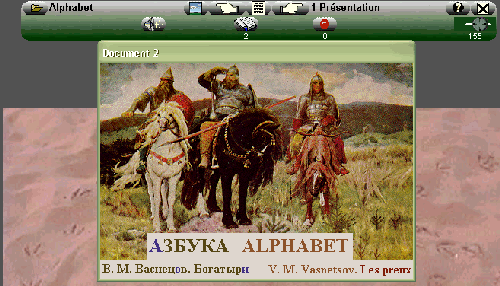 Alphabet 1 Présentation
2 0 155
Document 2
АЗБУКА ALPHABET
В. М. Васнецов. Богатыри V. M. Vasnetsov. Les preux